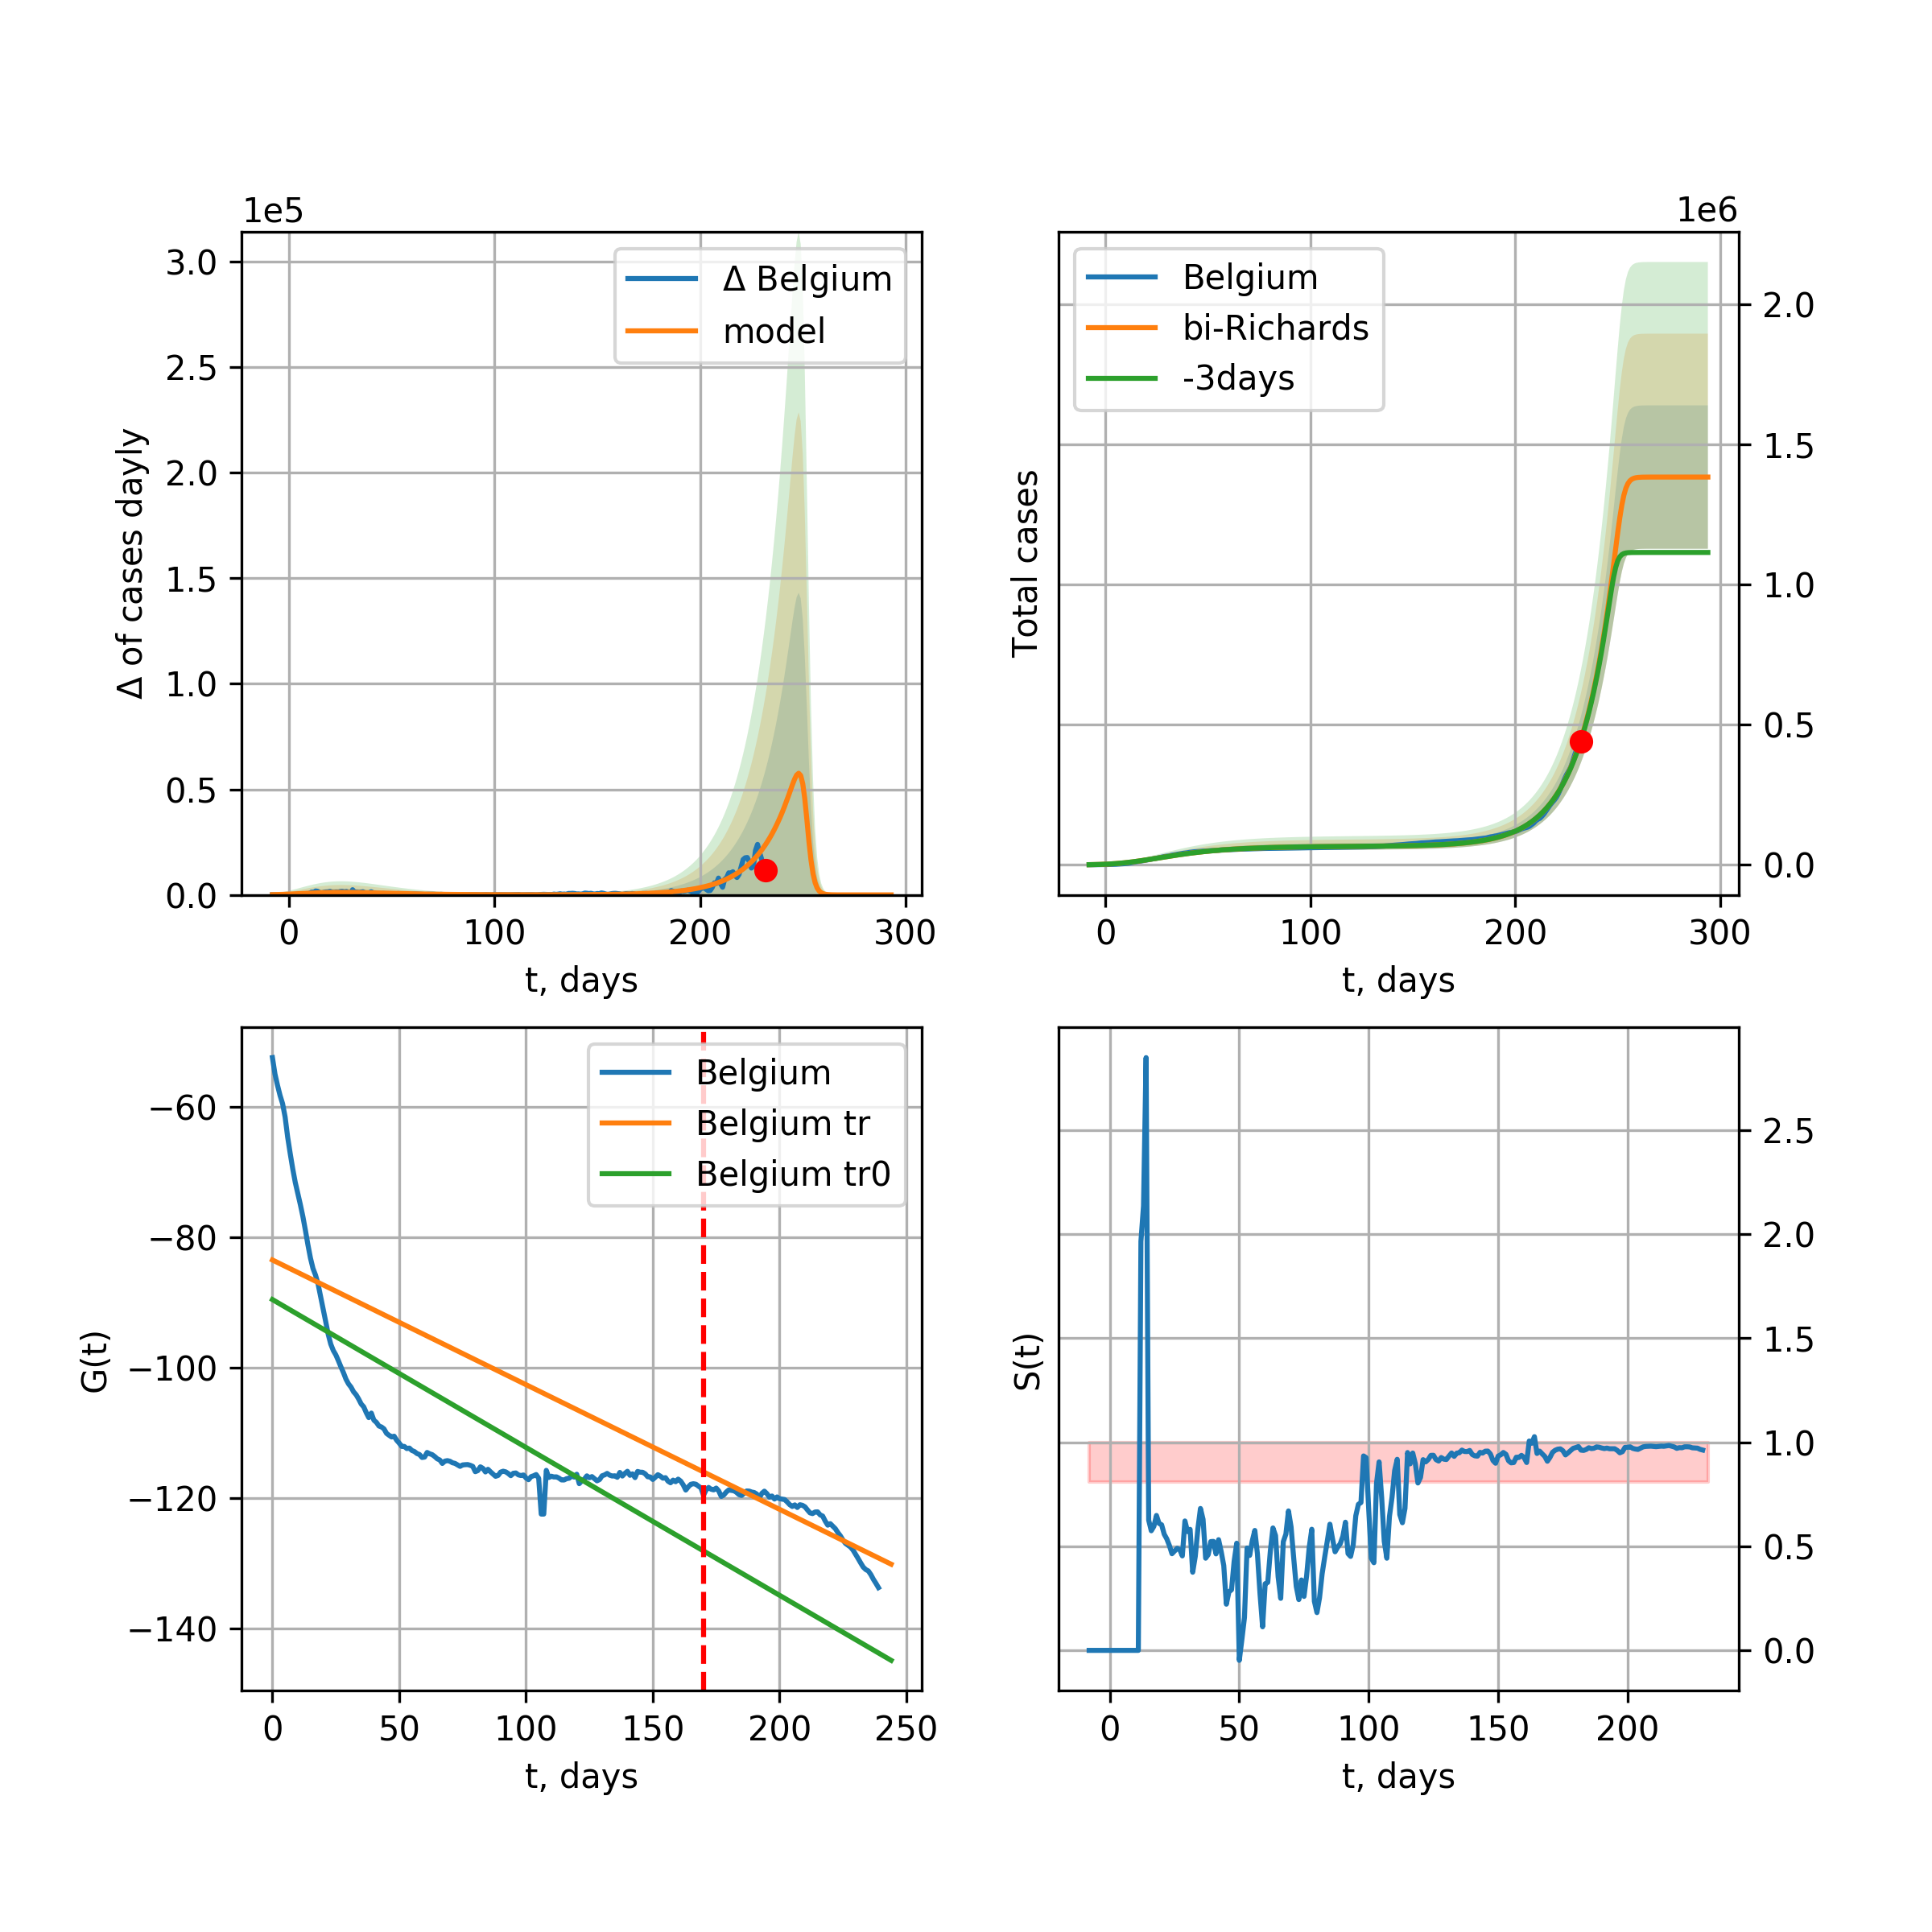 1e5
3.0
2.5
2.0
1.5
1.0
0.5
0.0
Δ of cases dayly
Δ Belgium
model
0 100 200 300
t, days
1e6
Belgium
bi-Richards
-3days
Total cases
2.0
1.5
1.0
0.5
0.0
0 100 200 300
t, days
−60
−80
−100
−120
−140
G(t)
Belgium
Belgium tr
Belgium tr0
0 50 100 150 200 250
t, days
S(t)
2.5
2.0
1.5
1.0
0.5
0.0
0 50 100 150 200
t, days